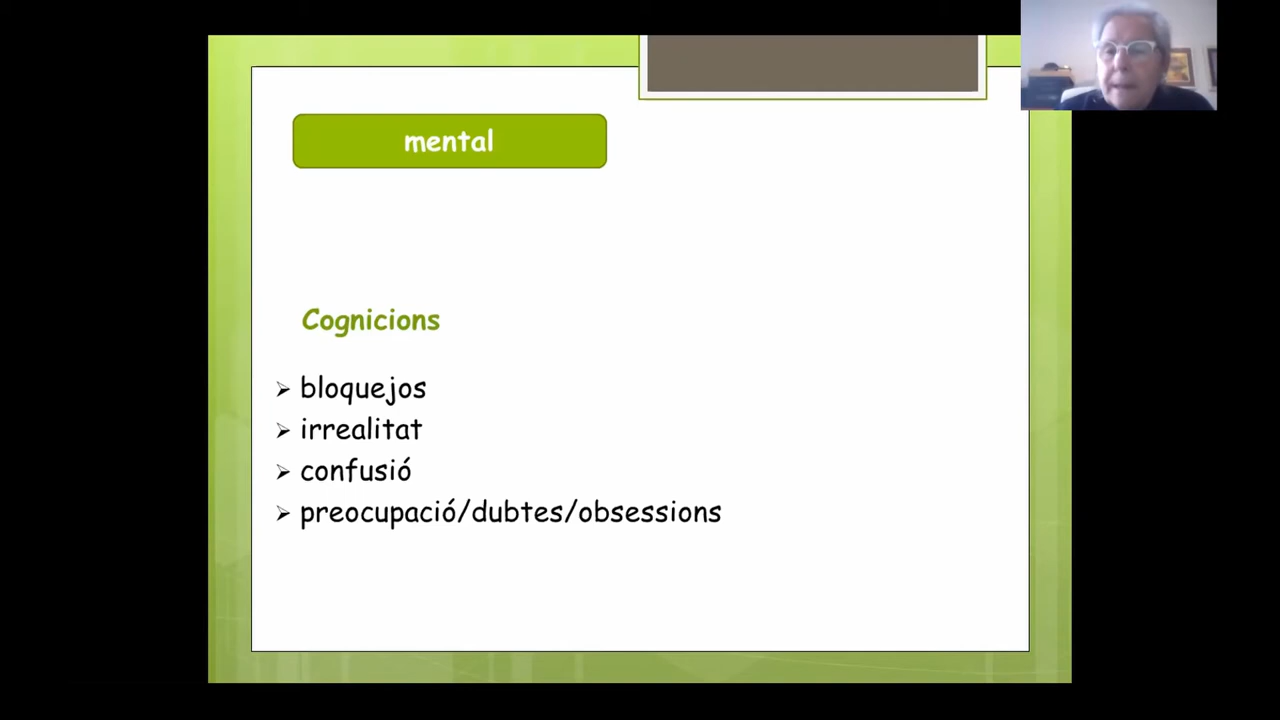 mental
Cognicions
➢ bloquejos
➢ irrealitat
➢ confusió
➢ preocupació/dubtes/obsessions